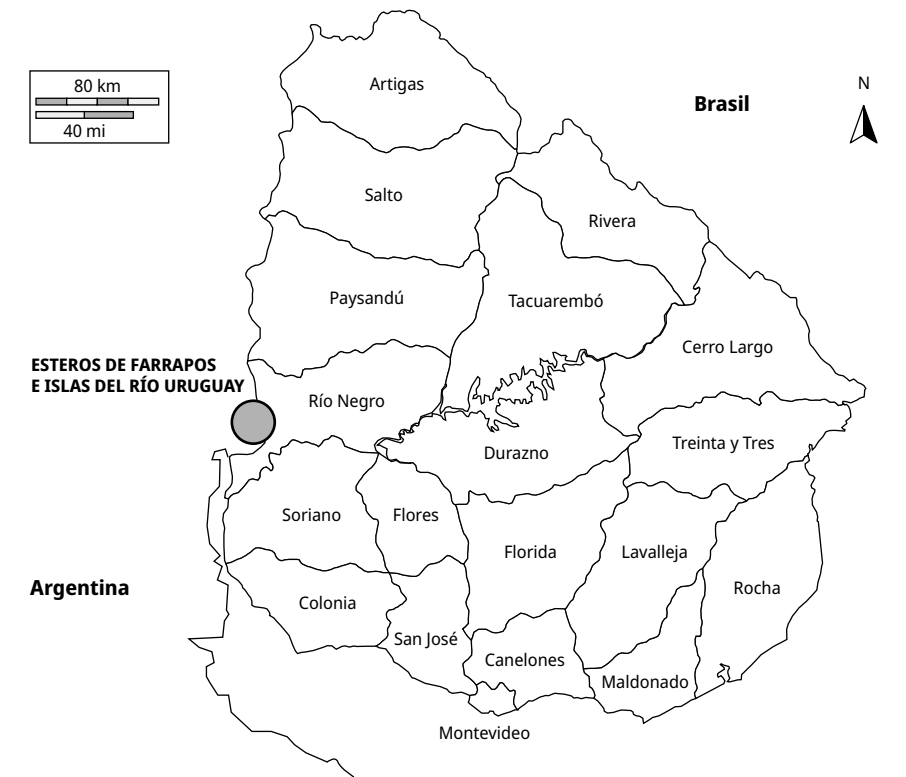 Artigas
80 km
40 mi
Brasil
N
Salto
Rivera
Paysandú
Tacuarembó
Cerro Largo
ESTEROS DE FARRAPOS
E ISLAS DEL RÍO URUGUAY
Río Negro
Durazno
Treinta y Tres
Soriano
Flores
Florida
Lavalleja
Argentina
Rocha
Colonia
San José
Canelones
Maldonado
Montevideo